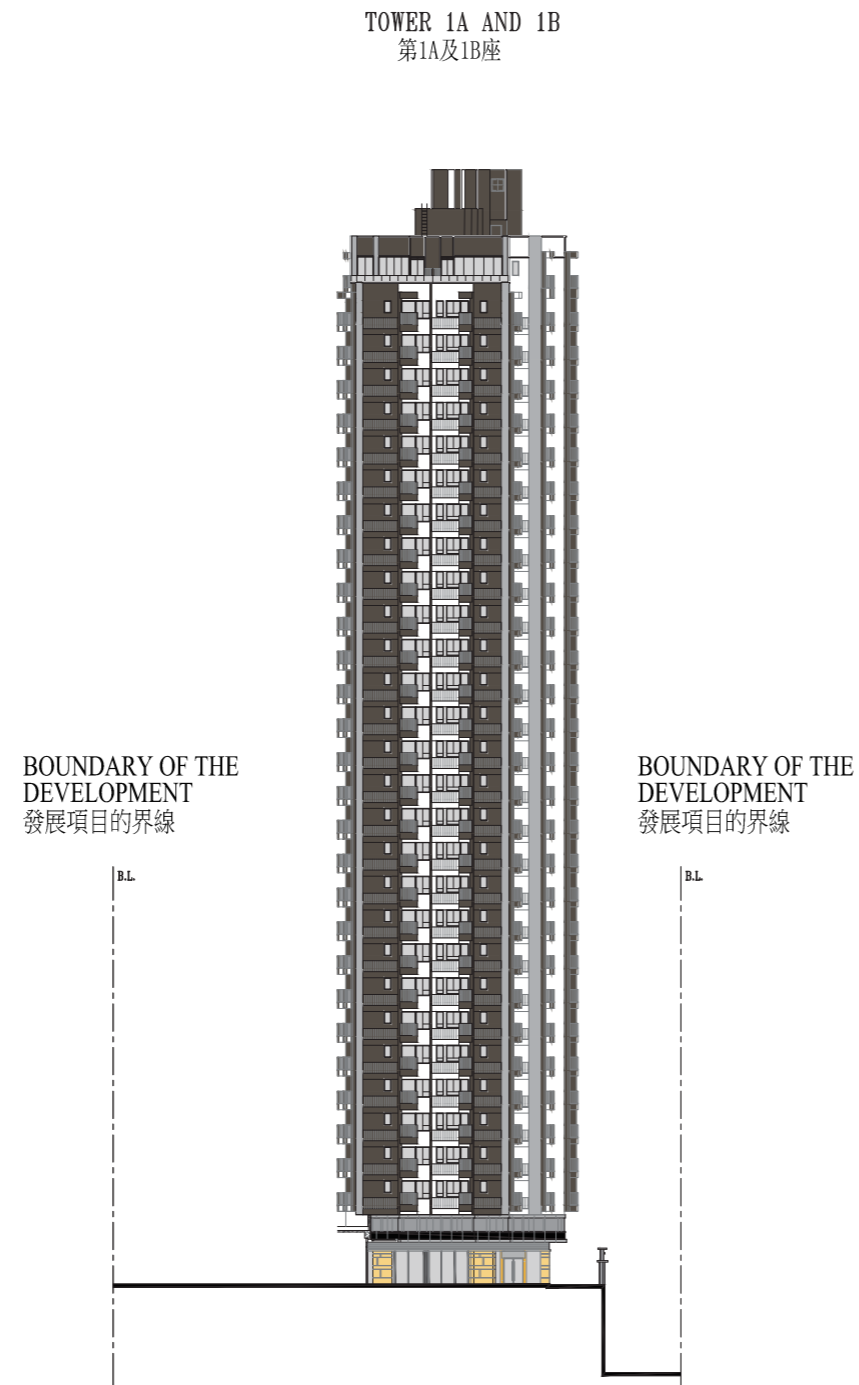 TOWER 1A AND 1B
第1A及1B座
BOUNDARY OF THE
DEVELOPMENT
發展項目的界線
B.L.
BOUNDARY OF THE
DEVELOPMENT
發展項目的界線
B.L.